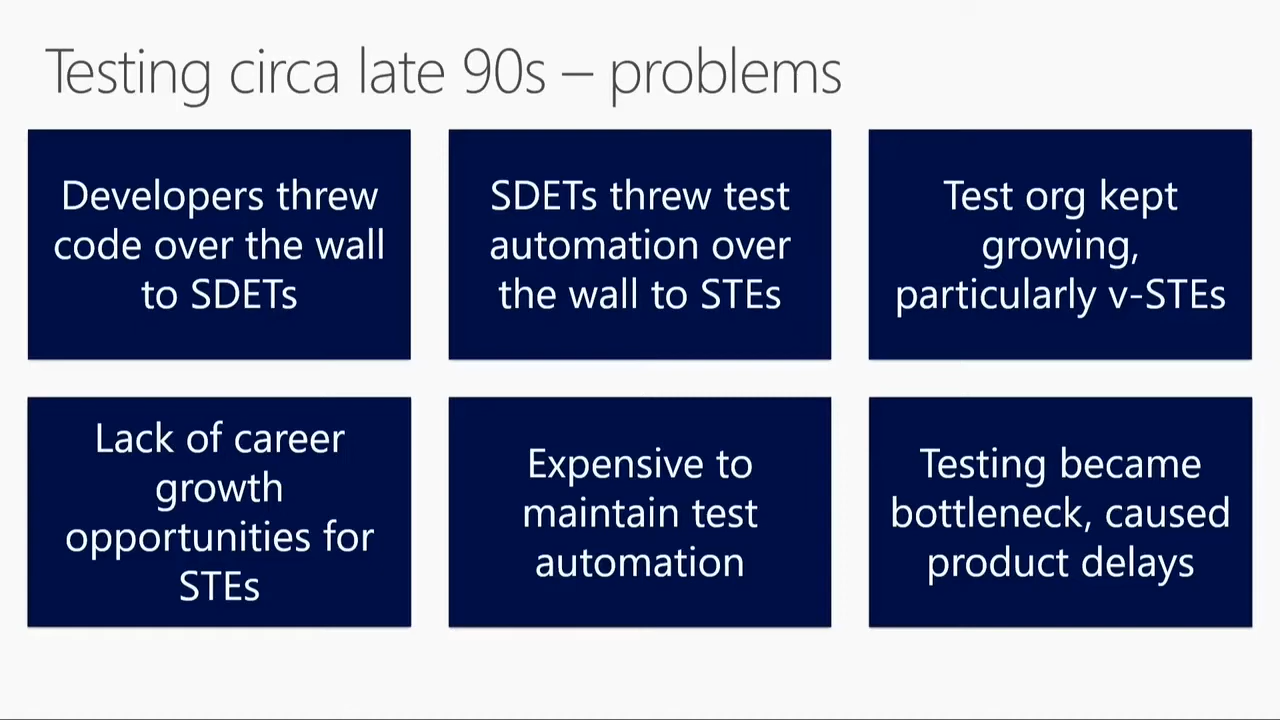 Testing circa late 90s – problems
Developers threw
code over the wall
to SDETs
SDETs threw test
automation over
the wall to STEs
Test org kept
growing,
particularly v-STEs
Lack of career
growth
opportunities for
STEs
Expensive to
maintain test
automation
Testing became
bottleneck, caused
product delays